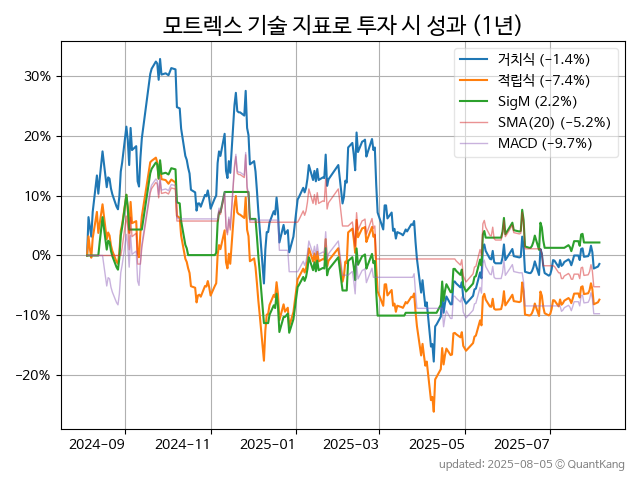 모트렉스 기술 지표로 투자 시 성과 (1년)
거치식 (−1.4%)
적립식 (−7.4%)
SigM (2.2%)
SMA(20) (−5.2%)
MACD (−9.7%)
30%
20%
10%
0%
−10%
−20%
2024-09 2024-11 2025-01 2025-03 2025-05 2025-07
updated: 2025-08-05 © QuantKang